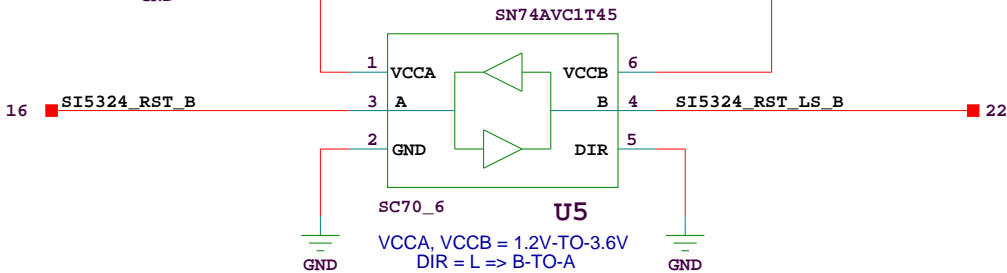 GND
SN74AVC1T45
1 VCCA VCCB 6
16 SI5324_RST_B 3 A B 4 SI5324_RST_LS_B 22
2 GND DIR 5
SC70_6 U5
VCCA, VCCB = 1.2V-TO-3.6V
DIR = L => B-TO-A
GND GND